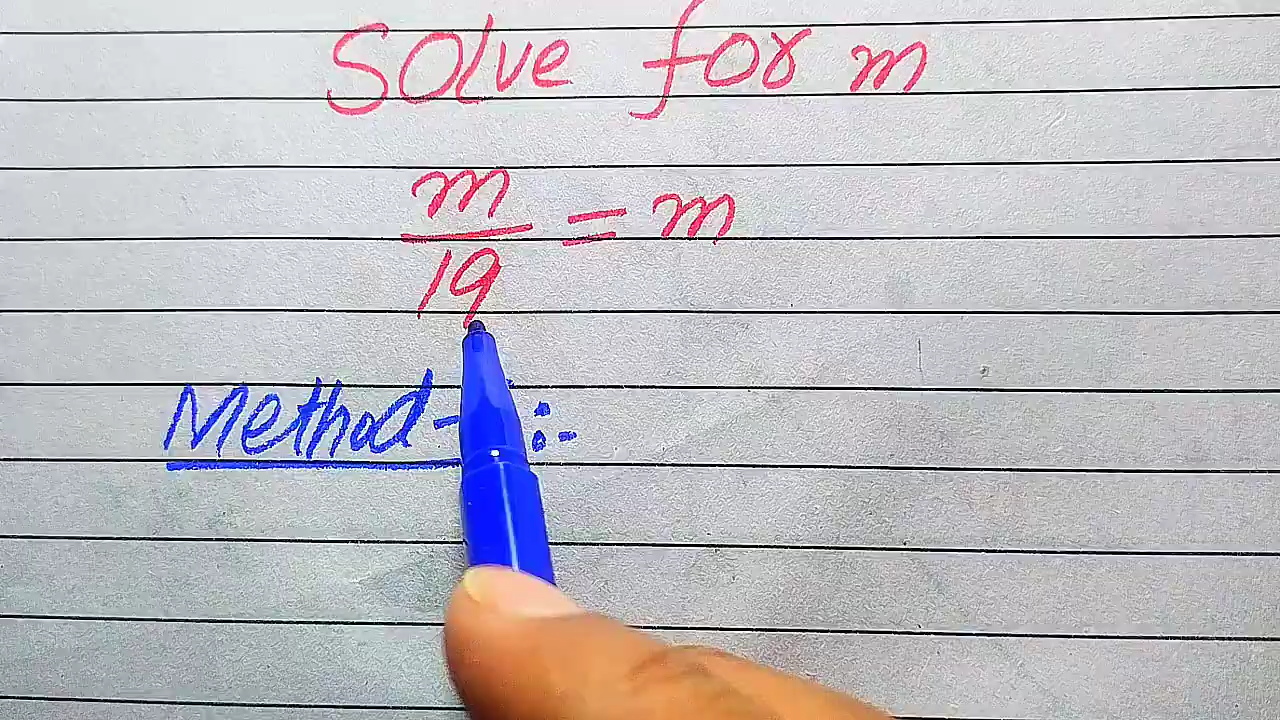 Solve for m
m/19 = m
Method- :-